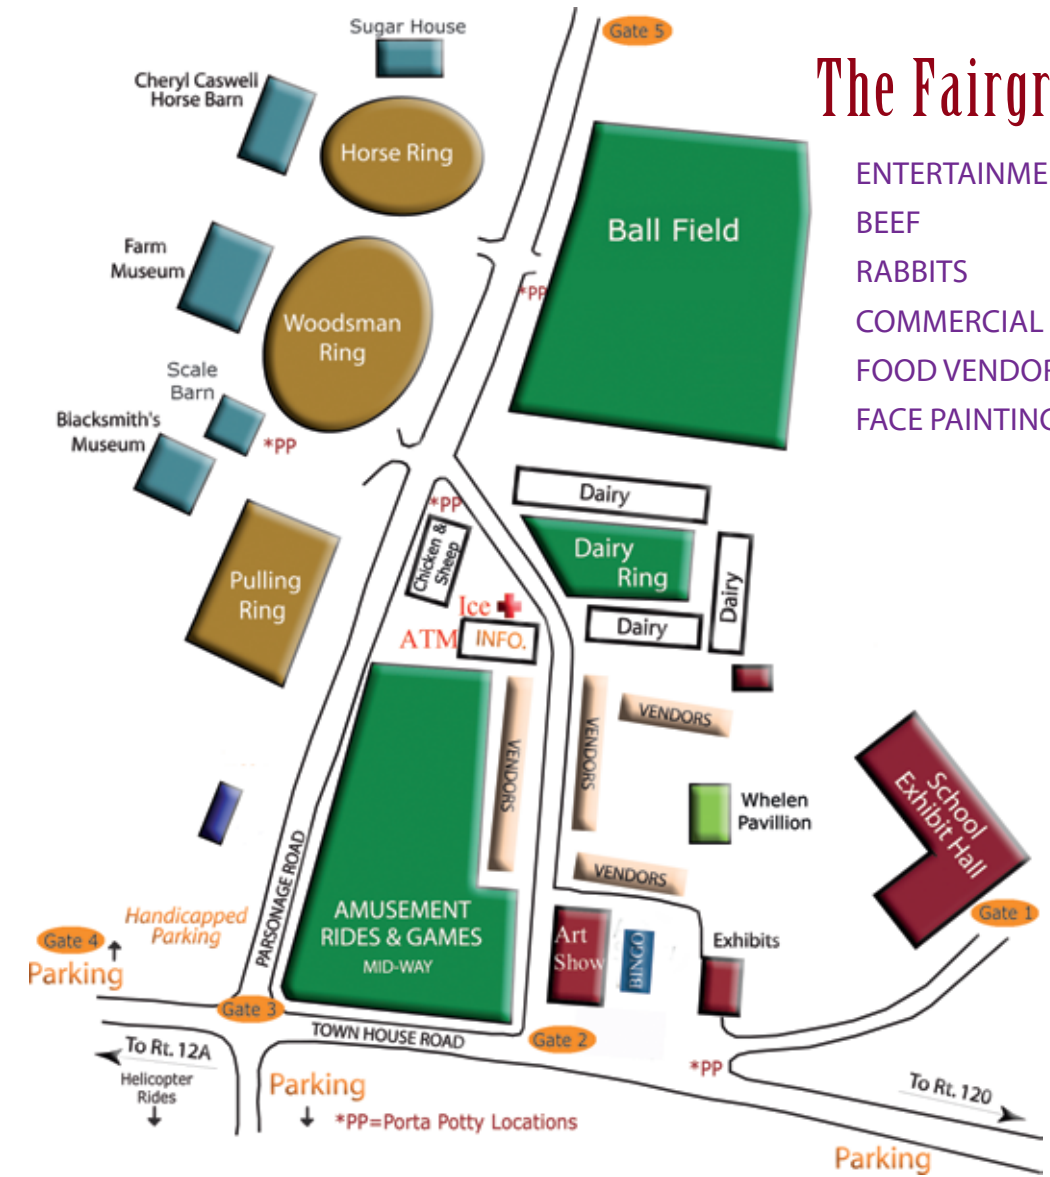 Sugar House
Gate 5
Cheryl Caswell
Horse Barn
The Fairgr
Horse Ring
ENTERTAINME
BEEF
RABBITS
COMMERCIAL
FOOD VENDOR
FACE PAINTING
Ball Field
Farm
Museum
*PP
Woodsman
Ring
Scale
Barn
Blacksmith's
Museum
*PP
Dairy
*PP
Chicken &
Sheep
Dairy
Ring
Dairy
Pulling
Ring
Ice
ATM
INFO.
Dairy
VENDORS
VENDORS
VENDORS
Whelen
Pavillion
School
Exhibit Hall
VENDORS
PARSONAGE ROAD
AMUSEMENT
RIDES & GAMES
MID-WAY
Handicapped
Parking
Gate 4
Parking
Art
Show
BINGO
Exhibits
Gate 1
Gate 3
TOWN HOUSE ROAD
Gate 2
To Rt. 12A
Helicopter
Rides
Parking
*PP
To Rt. 120
*PP=Porta Potty Locations
Parking